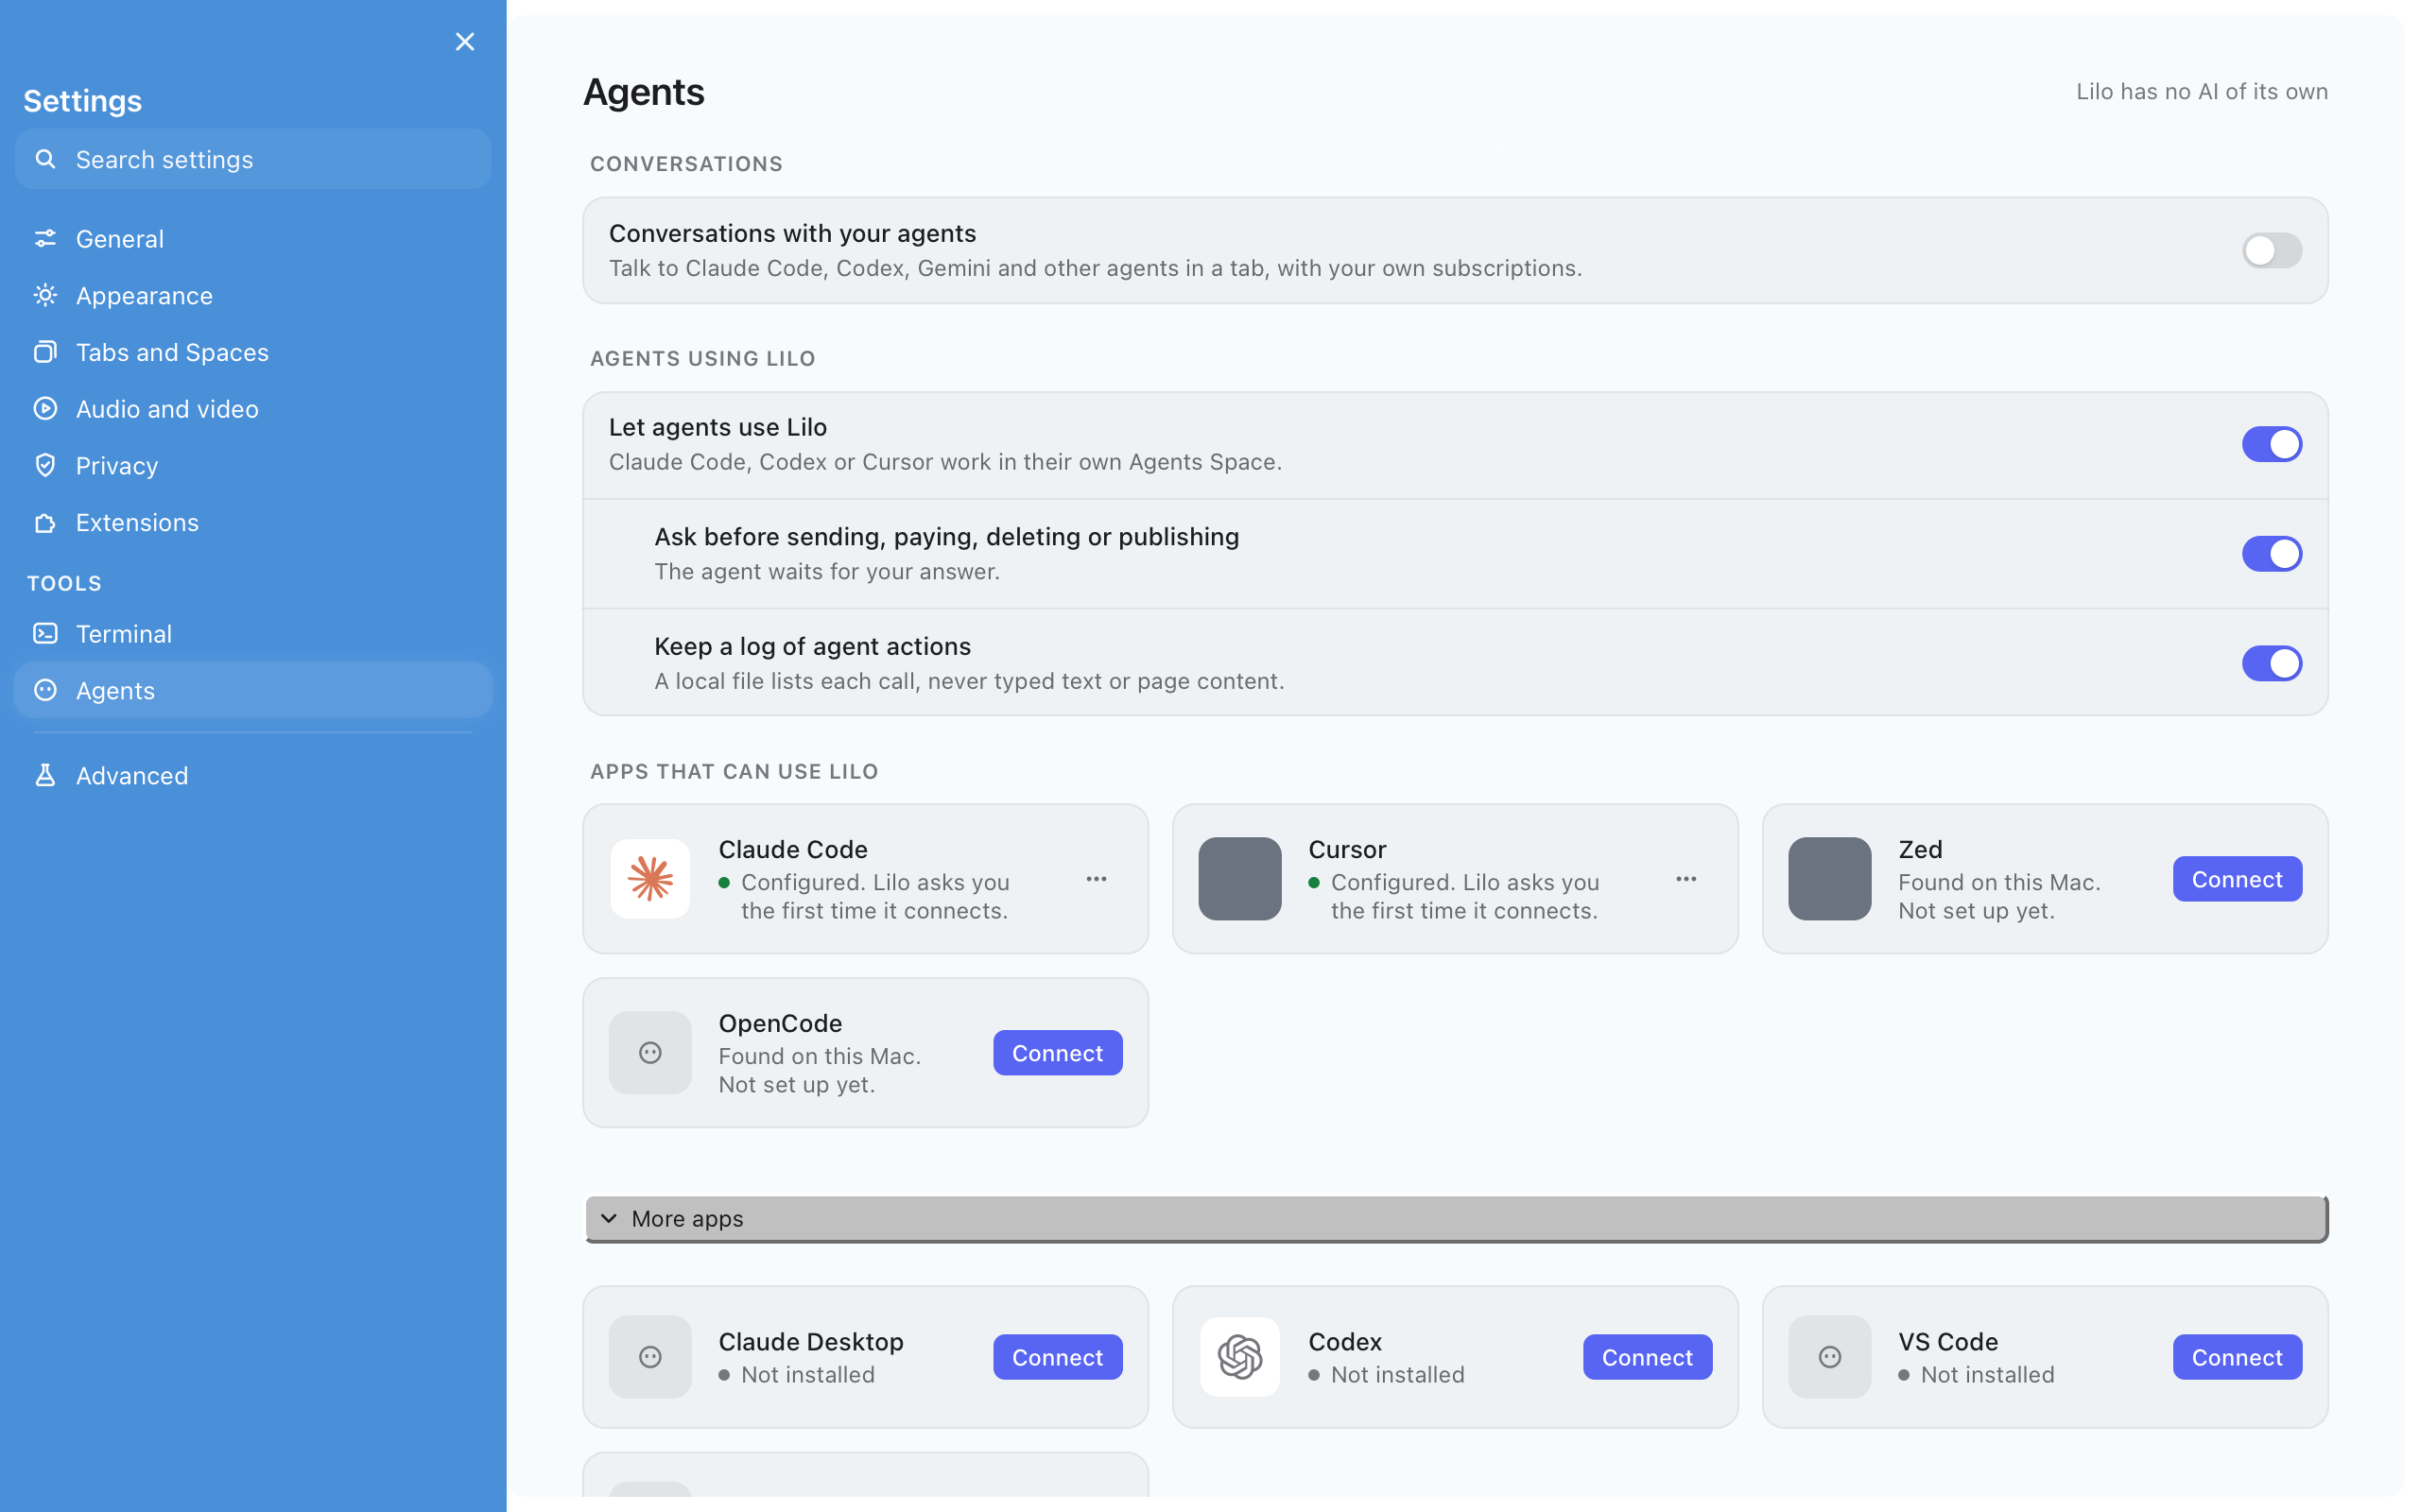 Settings
Search settings
General
Appearance
Tabs and Spaces
Audio and video
Privacy
Extensions
TOOLS
Terminal
Agents
Advanced
Agents
Lilo has no AI of its own
CONVERSATIONS
Conversations with your agents
Talk to Claude Code, Codex, Gemini and other agents in a tab, with your own subscriptions.
AGENTS USING LILO
Let agents use Lilo
Claude Code, Codex or Cursor work in their own Agents Space.
Ask before sending, paying, deleting or publishing
The agent waits for your answer.
Keep a log of agent actions
A local file lists each call, never typed text or page content.
APPS THAT CAN USE LILO
Claude Code
Configured. Lilo asks you
the first time it connects.
Cursor
Configured. Lilo asks you
the first time it connects.
Zed
Found on this Mac.
Not set up yet.
Connect
OpenCode
Found on this Mac.
Not set up yet.
Connect
More apps
Claude Desktop
Not installed
Connect
Codex
Not installed
Connect
VS Code
Not installed
Connect